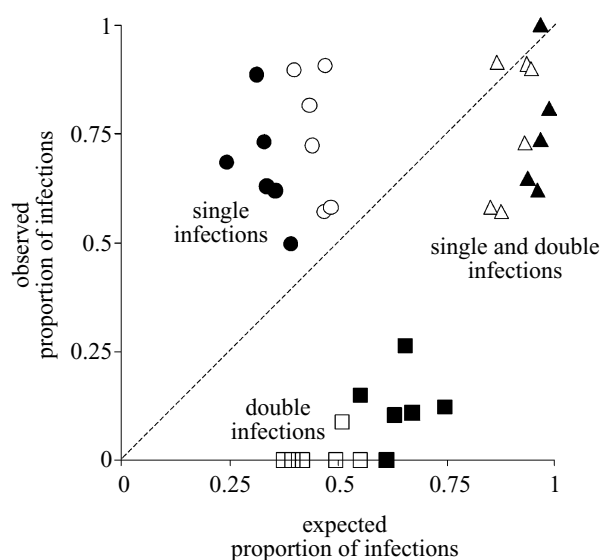 1
0.75
0.5
0.25
0
observed
proportion of infections
single
infections
single and double
infections
double
infections
0
0.25
0.5
0.75
1
expected
proportion of infections